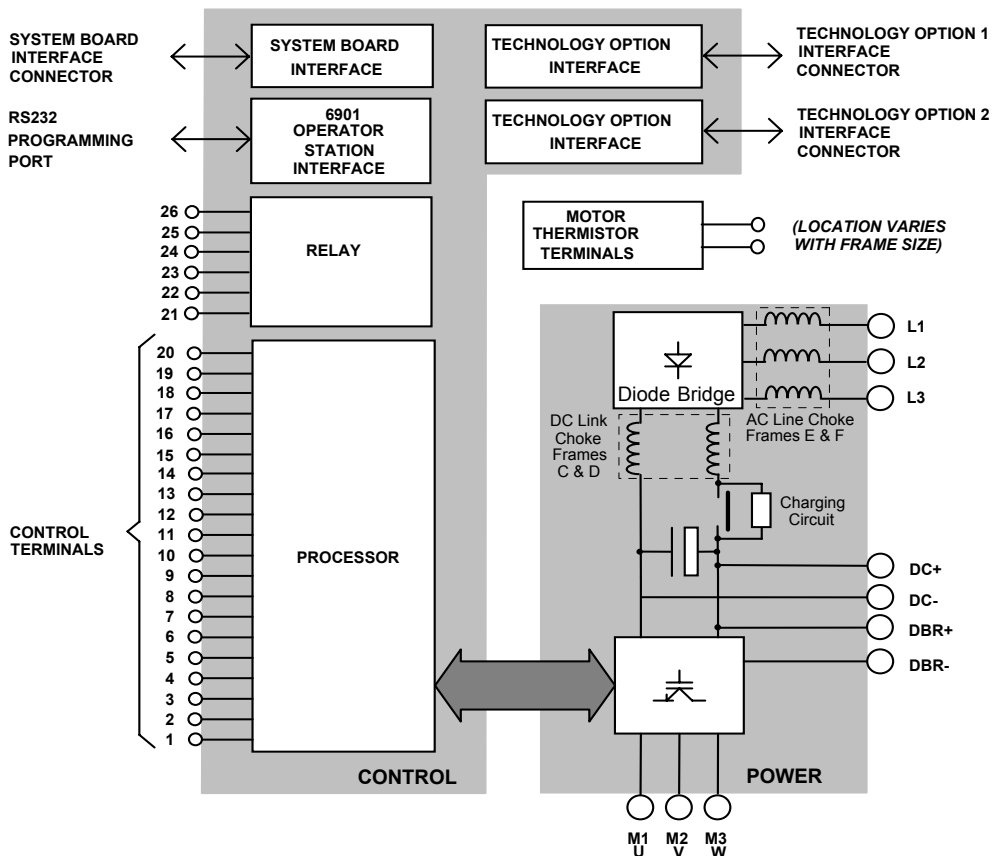 SYSTEM BOARD
INTERFACE
CONNECTOR
SYSTEM BOARD
INTERFACE
TECHNOLOGY OPTION
INTERFACE
TECHNOLOGY OPTION 1
INTERFACE
CONNECTOR
RS232
PROGRAMMING
PORT
6901
OPERATOR
STATION
INTERFACE
TECHNOLOGY OPTION
INTERFACE
TECHNOLOGY OPTION 2
INTERFACE
CONNECTOR
26
25
24
23
22
21
RELAY
MOTOR
THERMISTOR
TERMINALS
(LOCATION VARIES
WITH FRAME SIZE)
CONTROL
TERMINALS
20
19
18
17
16
15
14
13
12
11
10
9
8
7
6
5
4
3
2
1
PROCESSOR
CONTROL
Diode Bridge
L1
L2
L3
DC Link
Choke
Frames
C & D
AC Line Choke
Frames E & F
Charging
Circuit
DC+
DC-
DBR+
DBR-
POWER
M1 M2 M3
U V W